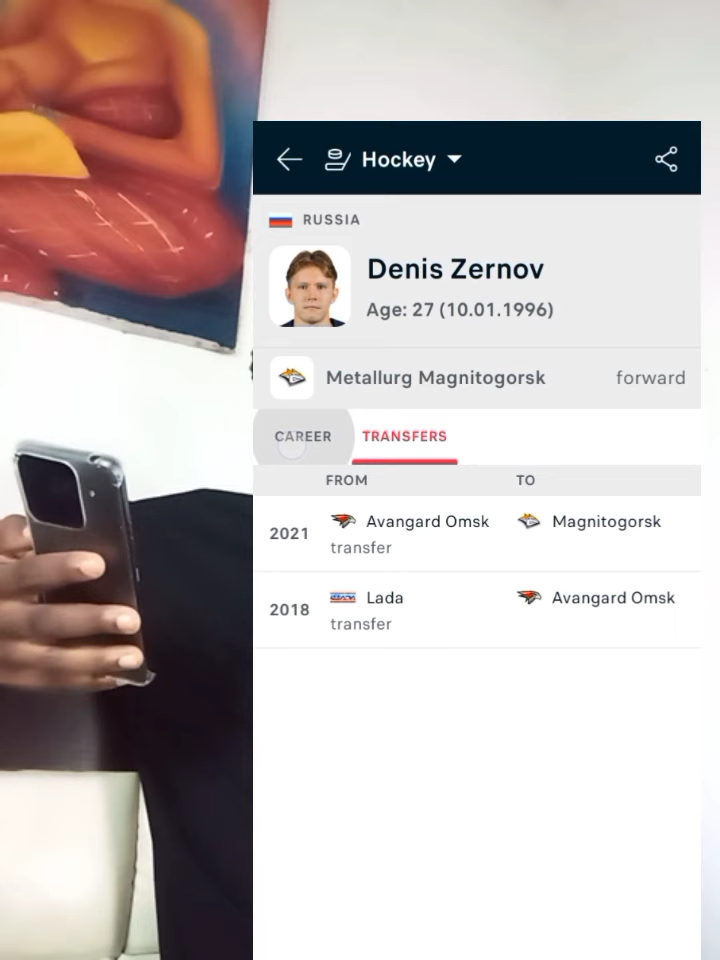 Hockey
RUSSIA
Denis Zernov
Age: 27 (10.01.1996)
Metallurg Magnitogorsk forward
CAREER TRANSFERS
FROM TO
2021 Avangard Omsk Magnitogorsk
transfer
2018 Lada Avangard Omsk
transfer